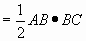 = 1/2 AB • BC